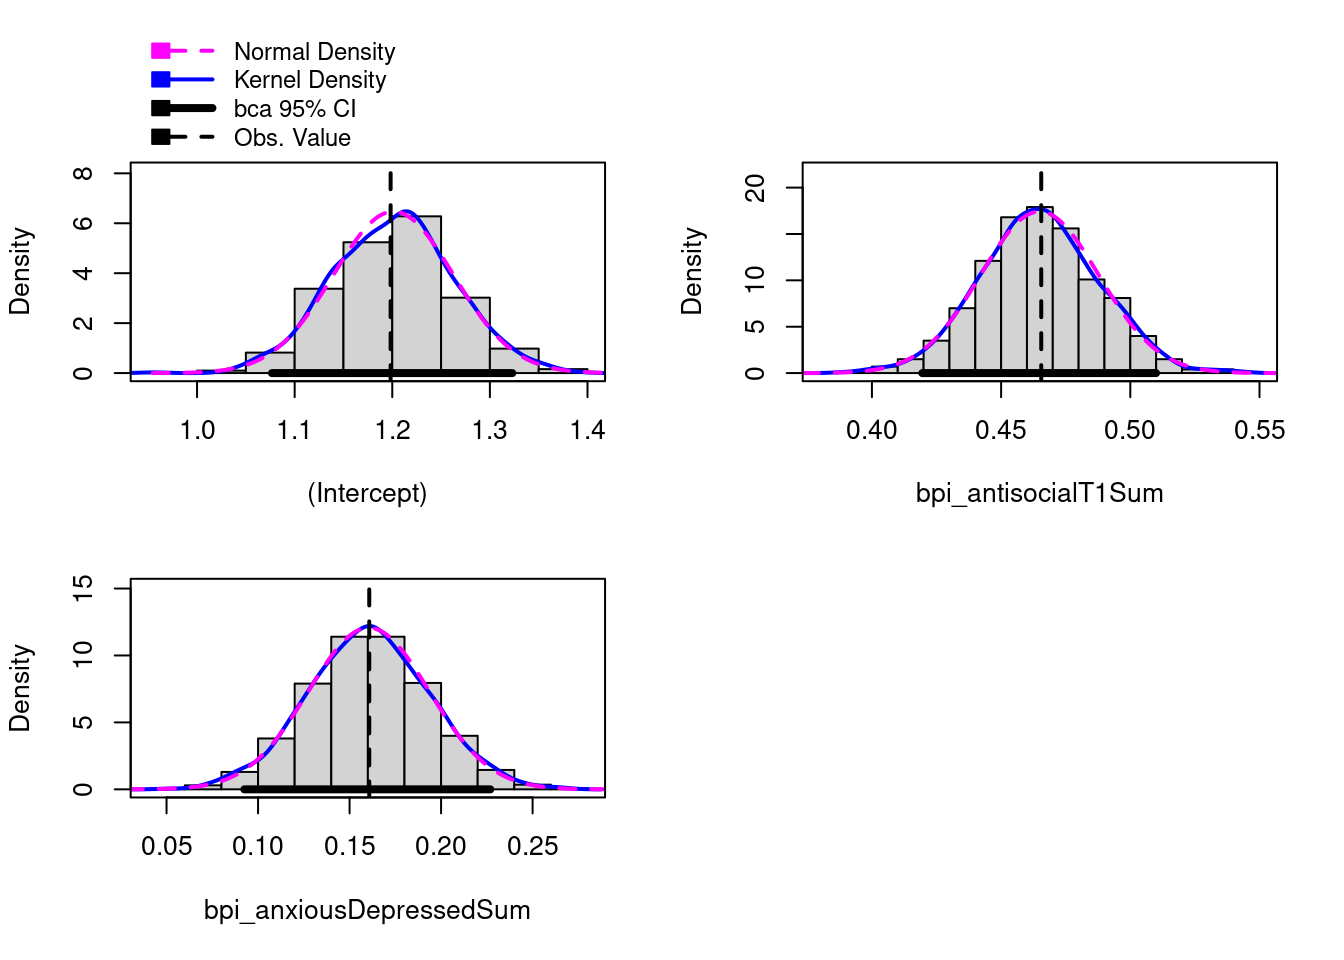 Normal Density
Kernel Density
bca 95% CI
Obs. Value
Density
8
6
4
2
0
1.0 1.1 1.2 1.3 1.4
(Intercept)
Density
20
10
5
0
0.40 0.45 0.50 0.55
bpi_antisocialT1Sum
Density
15
10
5
0
0.05 0.10 0.15 0.20 0.25
bpi_anxiousDepressedSum